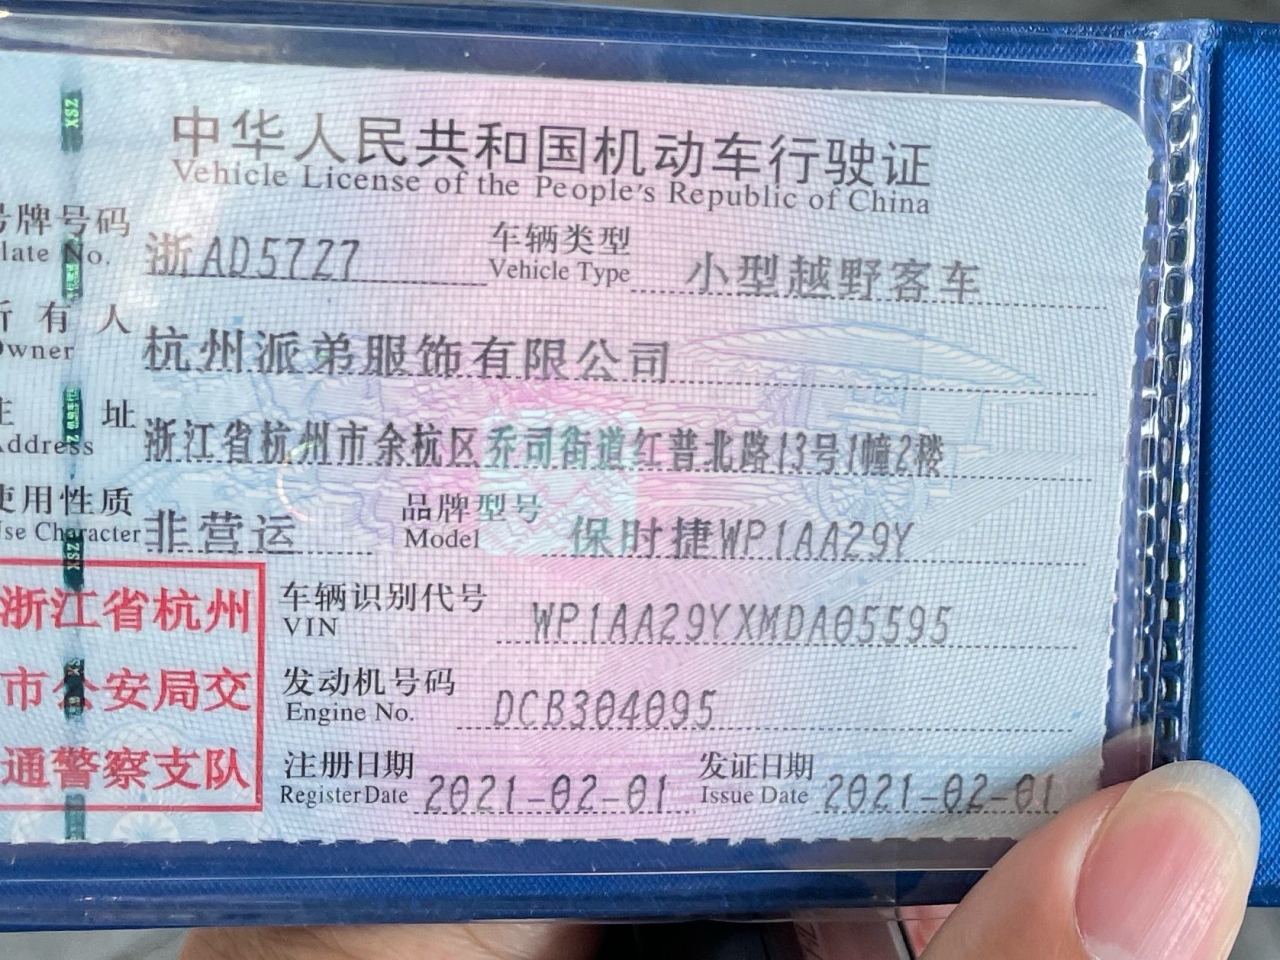 中华人民共和国机动车行驶证
Vehicle License of the People's Republic of China
号牌号码 浙AD5727 车辆类型 小型越野客车
late No. Vehicle Type
所有人 杭州派弟服饰有限公司
Owner
住址 浙江省杭州市余杭区乔司街道红普北路13号1幢2楼
Address
使用性质 非营运 品牌型号 保时捷WP1AA29Y
Use Character Model
浙江省杭州
市公安局交
通警察支队
车辆识别代号 WP1AA29YXMDA05595
VIN
发动机号码 DCB304095
Engine No.
注册日期 2021-02-01 发证日期 2021-02-01
Register Date Issue Date
XSZ
XSZ